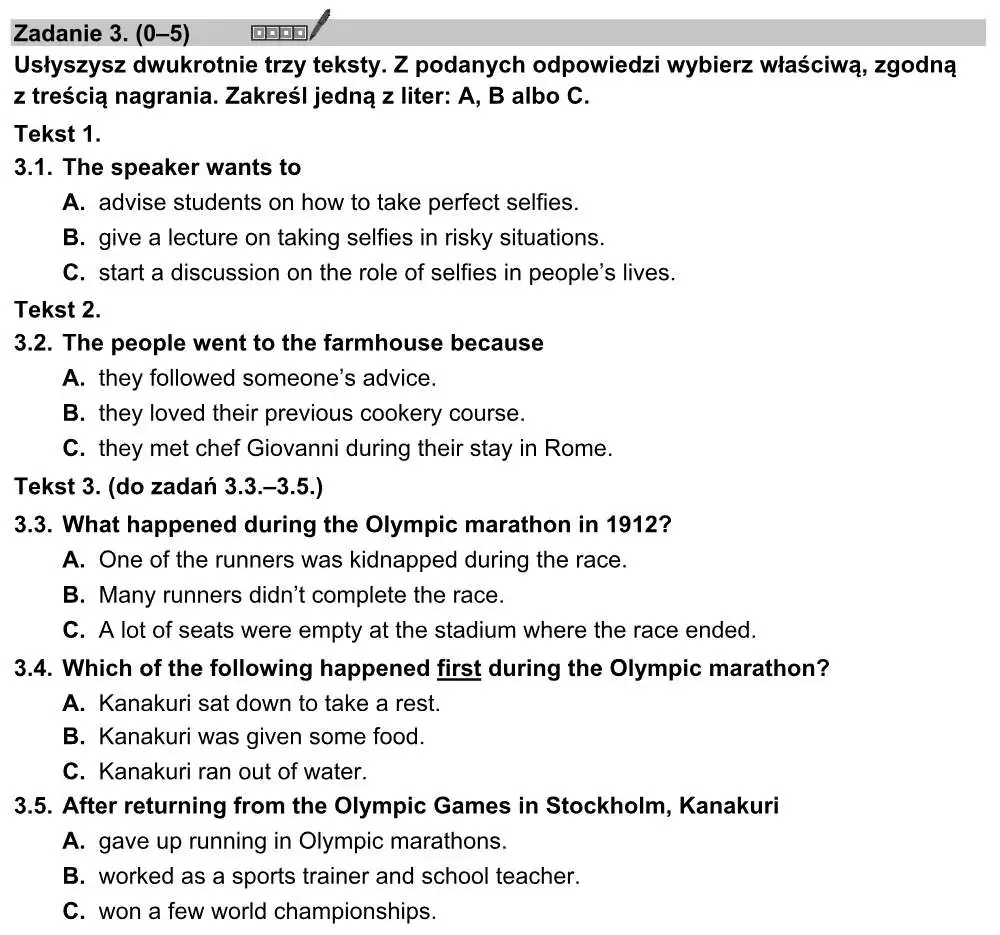 Zadanie 3. (0–5)
Usłyszysz dwukrotnie trzy teksty. Z podanych odpowiedzi wybierz właściwą, zgodną
z treścią nagrania. Zakreśl jedną z liter: A, B albo C.
Tekst 1.
3.1. The speaker wants to
A. advise students on how to take perfect selfies.
B. give a lecture on taking selfies in risky situations.
C. start a discussion on the role of selfies in people’s lives.
Tekst 2.
3.2. The people went to the farmhouse because
A. they followed someone’s advice.
B. they loved their previous cookery course.
C. they met chef Giovanni during their stay in Rome.
Tekst 3. (do zadań 3.3.–3.5.)
3.3. What happened during the Olympic marathon in 1912?
A. One of the runners was kidnapped during the race.
B. Many runners didn’t complete the race.
C. A lot of seats were empty at the stadium where the race ended.
3.4. Which of the following happened first during the Olympic marathon?
A. Kanakuri sat down to take a rest.
B. Kanakuri was given some food.
C. Kanakuri ran out of water.
3.5. After returning from the Olympic Games in Stockholm, Kanakuri
A. gave up running in Olympic marathons.
B. worked as a sports trainer and school teacher.
C. won a few world championships.